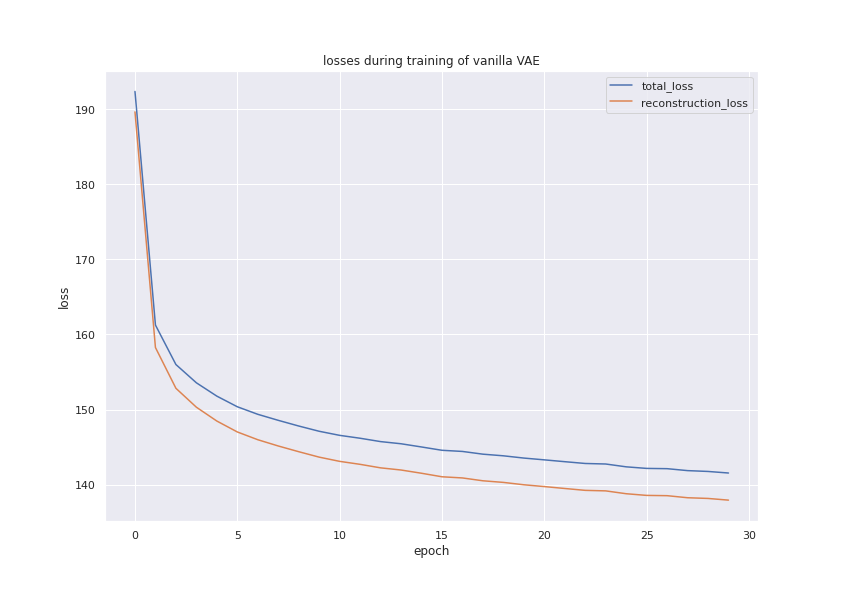 losses during training of vanilla VAE
total_loss
reconstruction_loss
190
180
170
160
150
140
loss
0 5 10 15 20 25 30
epoch